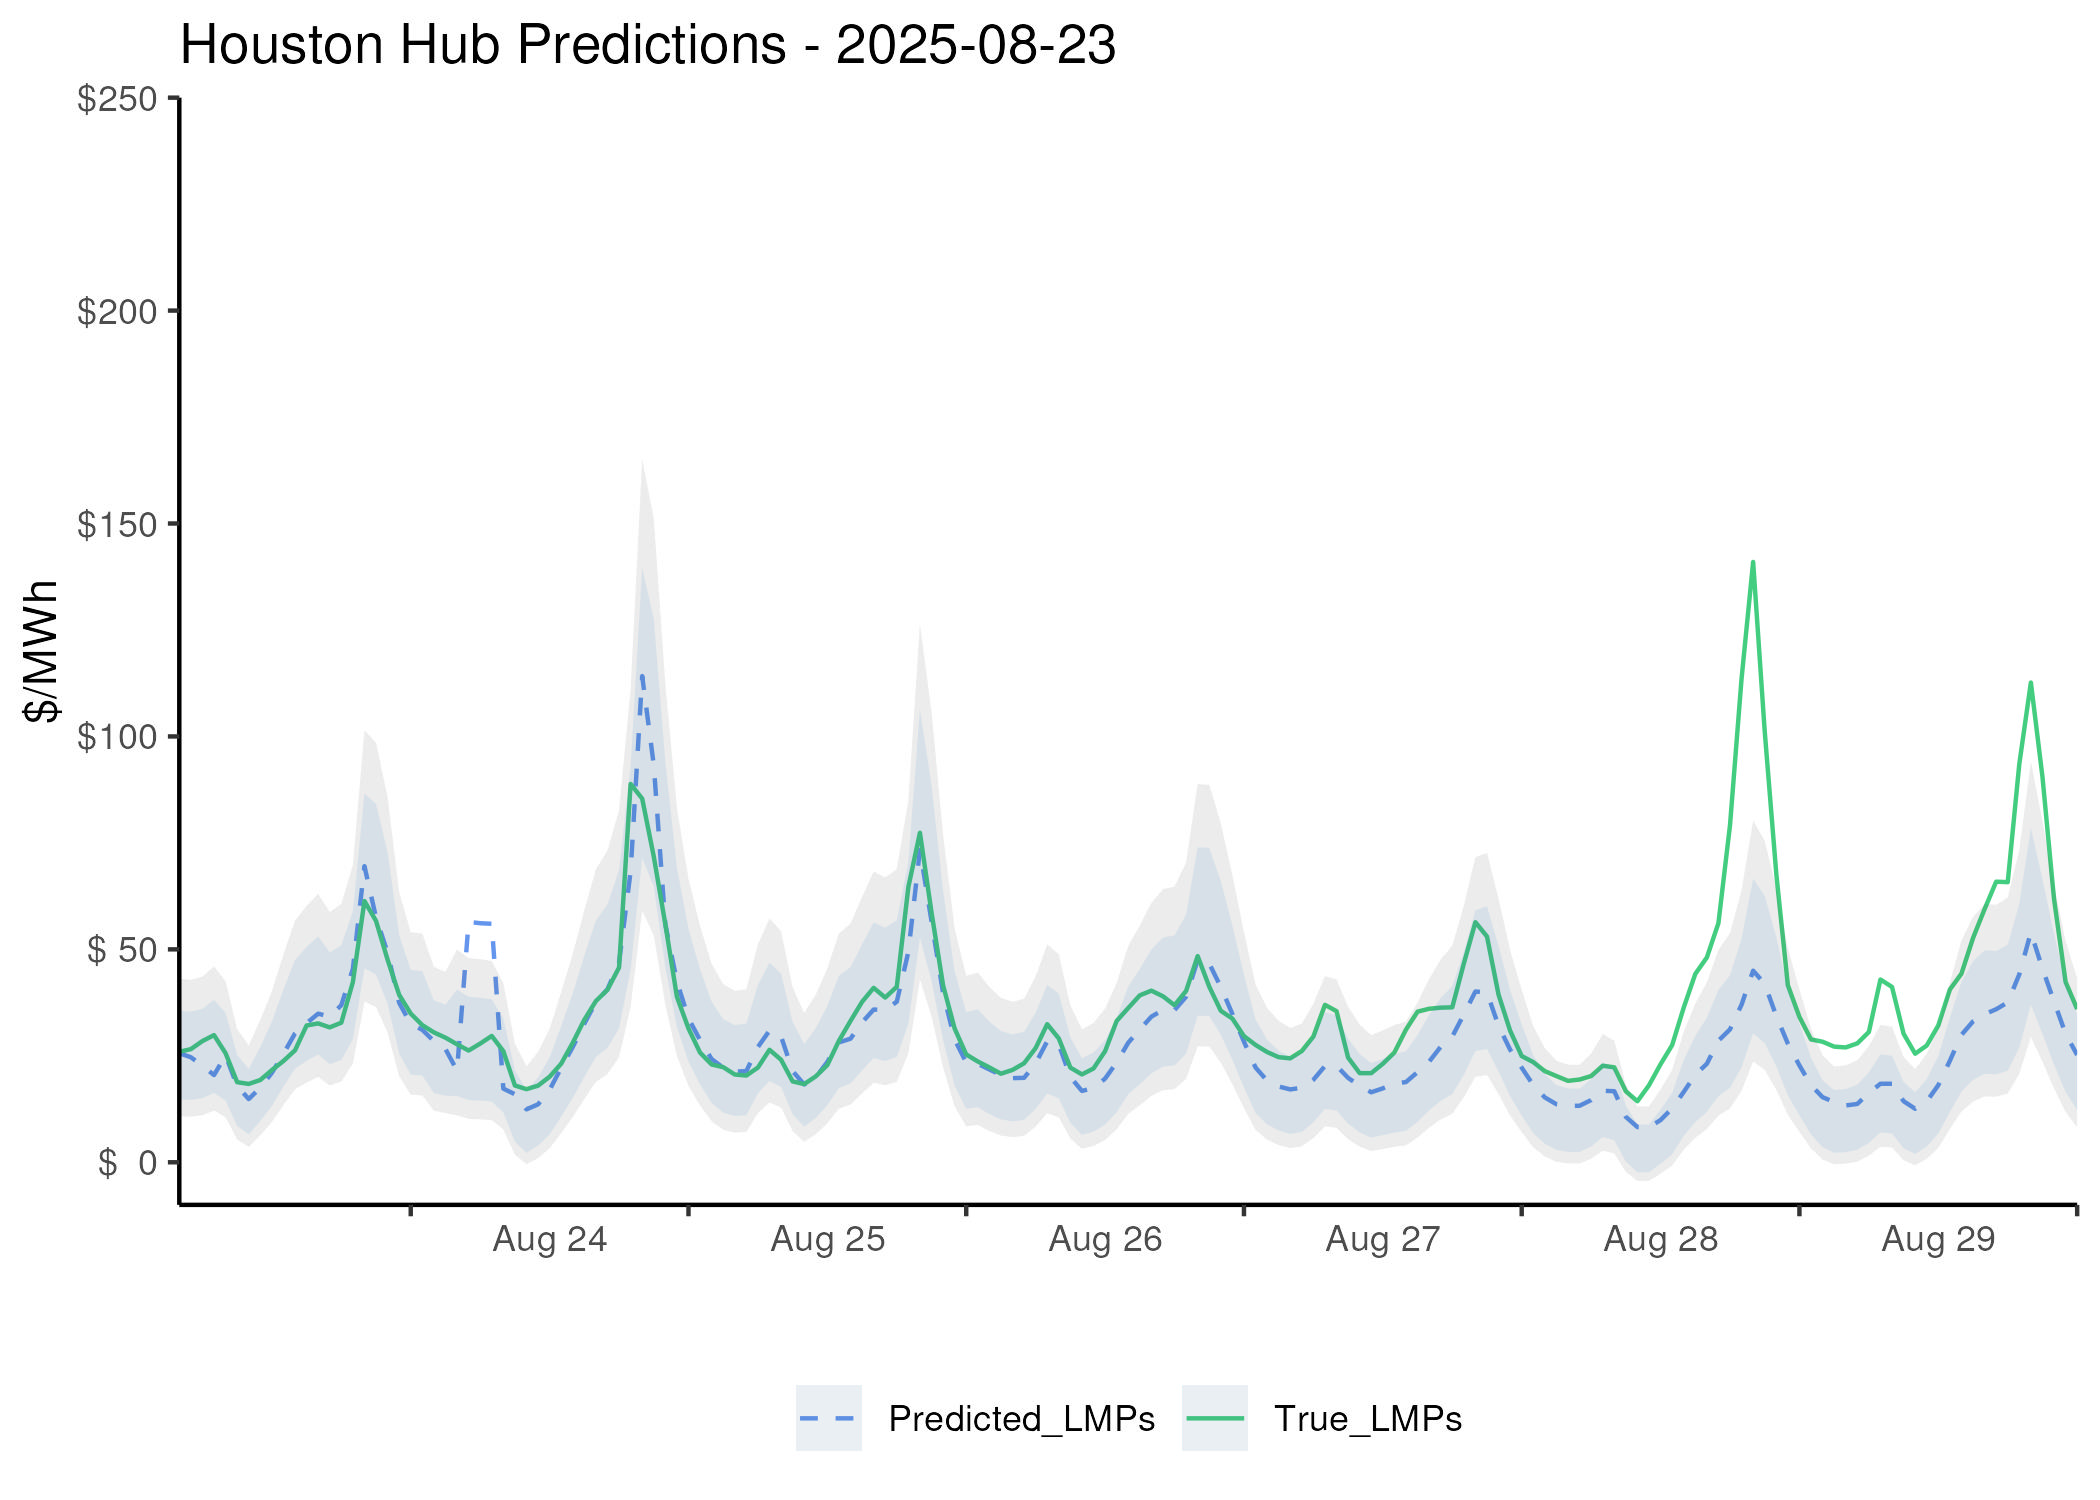 Houston Hub Predictions - 2025-08-23
$250
$200
$150
$100
$ 50
$  0
$/MWh
Aug 24
Aug 25
Aug 26
Aug 27
Aug 28
Aug 29
Predicted_LMPs
True_LMPs